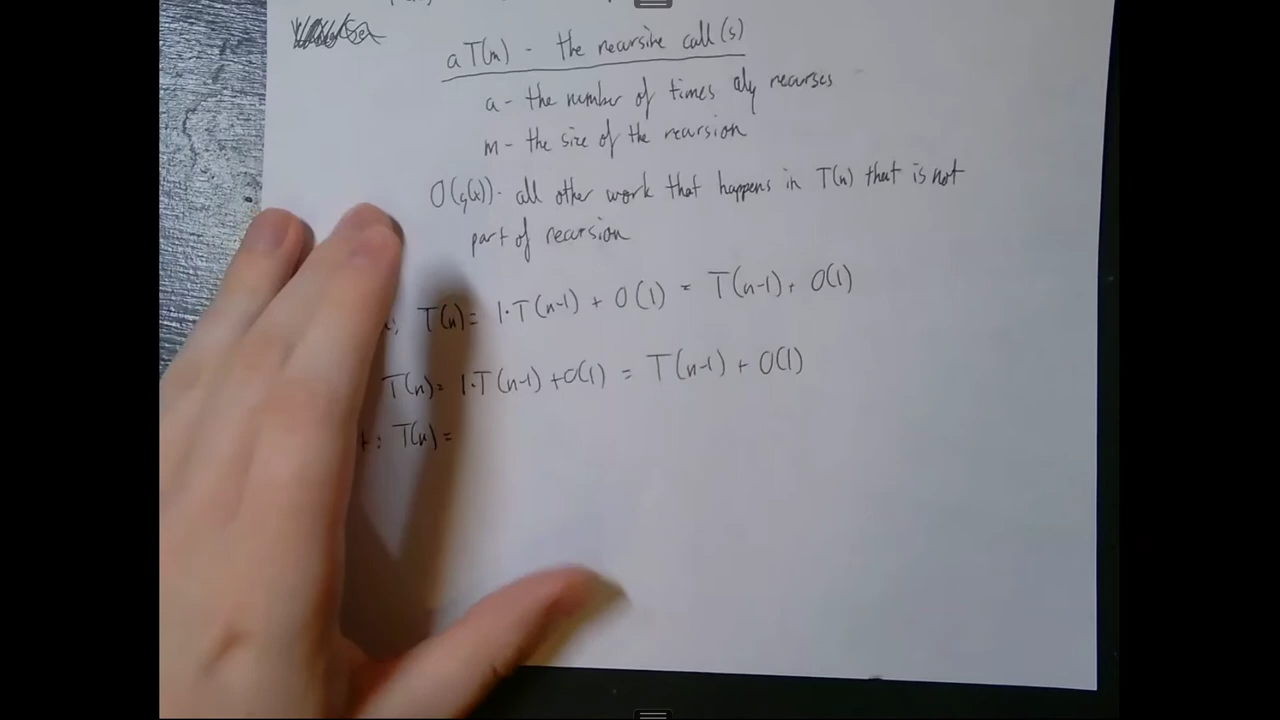 aT(m) - the recursive call(s)
a - the number of times alg recurses
m - the size of the recursion
O(g(x)) - all other work that happens in T(n) that is not
part of recursion
T(n) = 1·T(n-1) + O(1) = T(n-1) + O(1)
T(n) = 1·T(n-1) + O(1) = T(n-1) + O(1)
: T(n) =